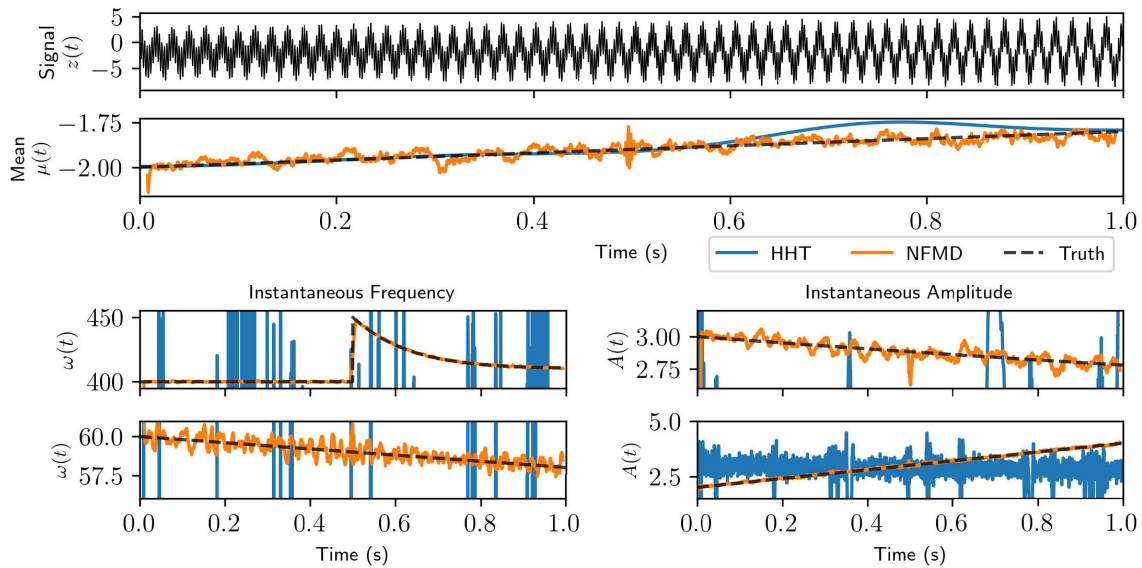 Signal
z(t)
5
0
−5
Mean
μ(t)
−1.75
−2.00
0.0 0.2 0.4 0.6 0.8 1.0
Time (s)
HHT NFMD Truth
Instantaneous Frequency
ω(t)
450
400
ω(t)
60.0
57.5
0.0 0.2 0.4 0.6 0.8 1.0
Time (s)
Instantaneous Amplitude
A(t)
3.00
2.75
A(t)
5.0
2.5
0.0 0.2 0.4 0.6 0.8 1.0
Time (s)